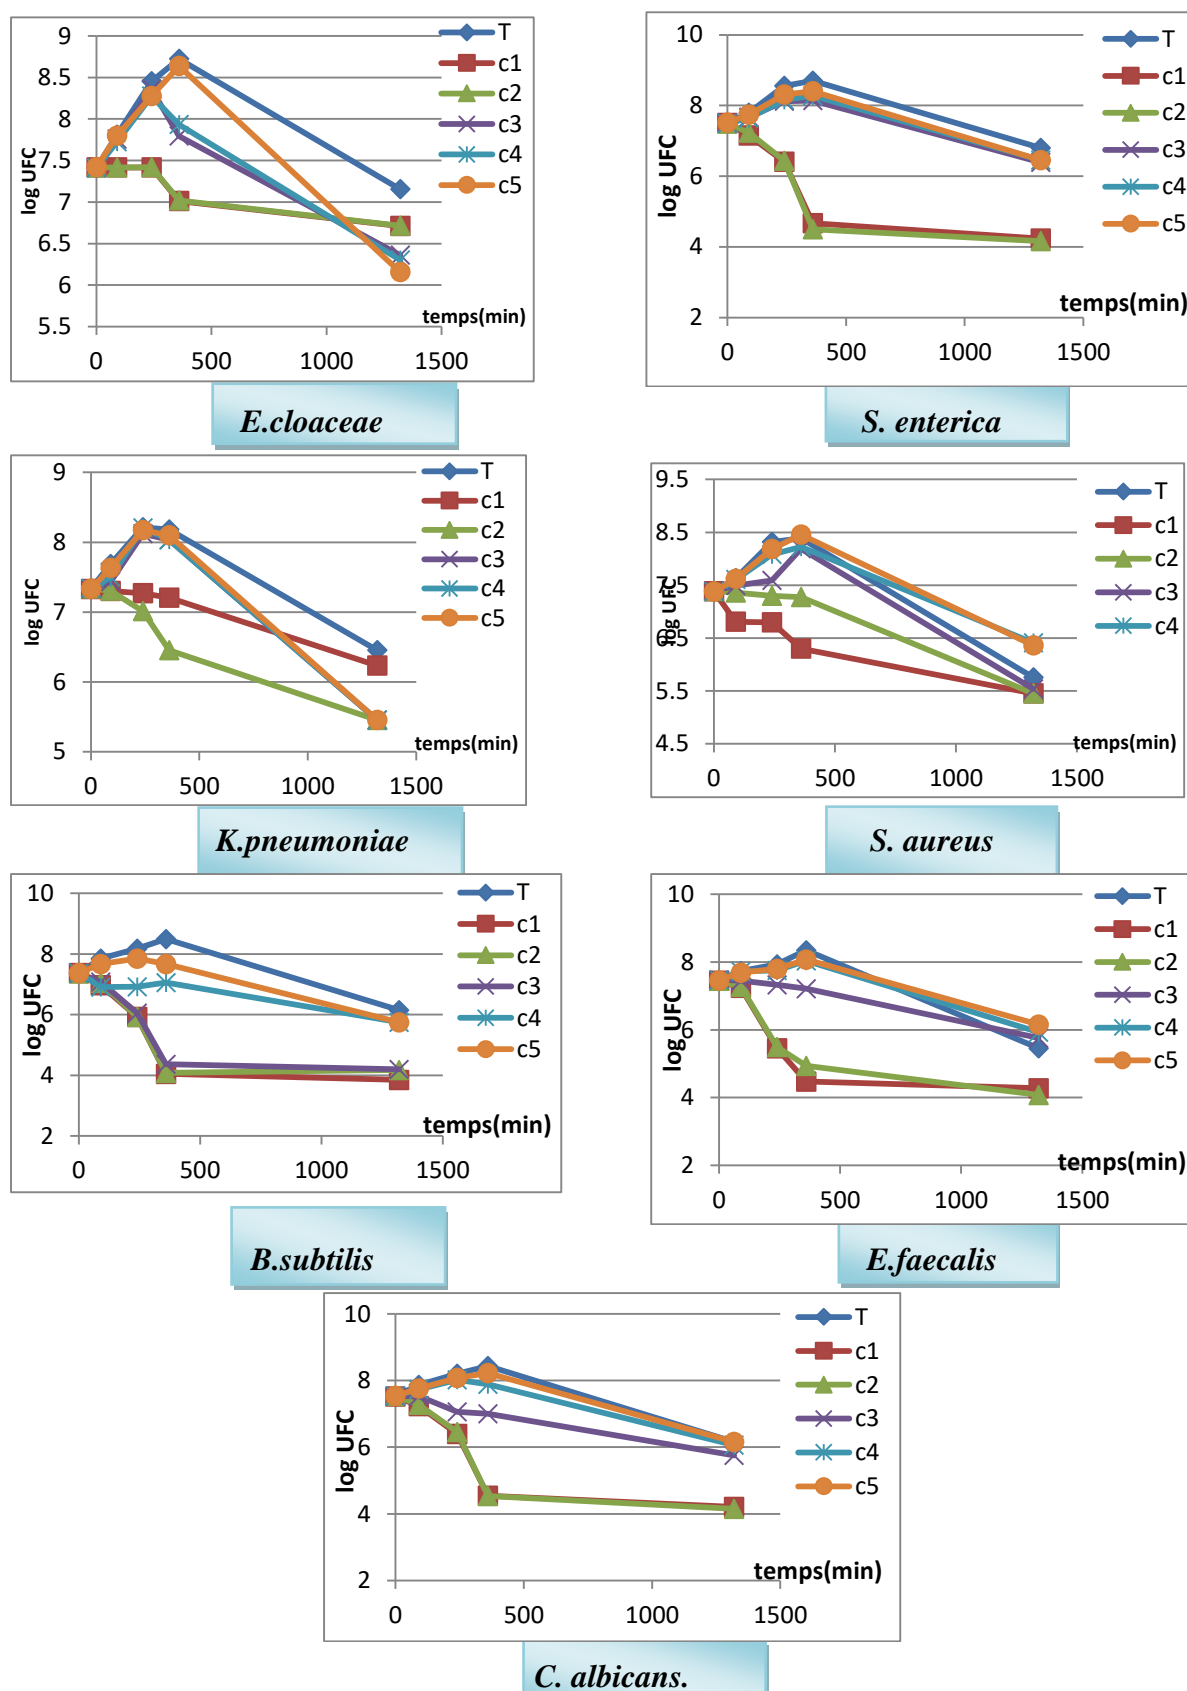 9
8.5
8
7.5
7
6.5
6
5.5
log UFC
0 500 1000 1500
temps(min)
T
c1
c2
c3
c4
c5
E.cloaceae
10
8
6
4
2
log UFC
0 500 1000 1500
temps(min)
T
c1
c2
c3
c4
c5
S. enterica
9
8
7
6
5
log UFC
0 500 1000 1500
temps(min)
T
c1
c2
c3
c4
c5
K.pneumoniae
9.5
8.5
7.5
6.5
5.5
4.5
log UFC
0 500 1000 1500
temps(min)
T
c1
c2
c3
c4
S. aureus
10
8
6
4
2
log UFC
0 500 1000 1500
temps(min)
T
c1
c2
c3
c4
c5
B.subtilis
10
8
6
4
2
log UFC
0 500 1000 1500
temps(min)
T
c1
c2
c3
c4
c5
E.faecalis
10
8
6
4
2
log UFC
0 500 1000 1500
temps(min)
T
c1
c2
c3
c4
c5
C. albicans.